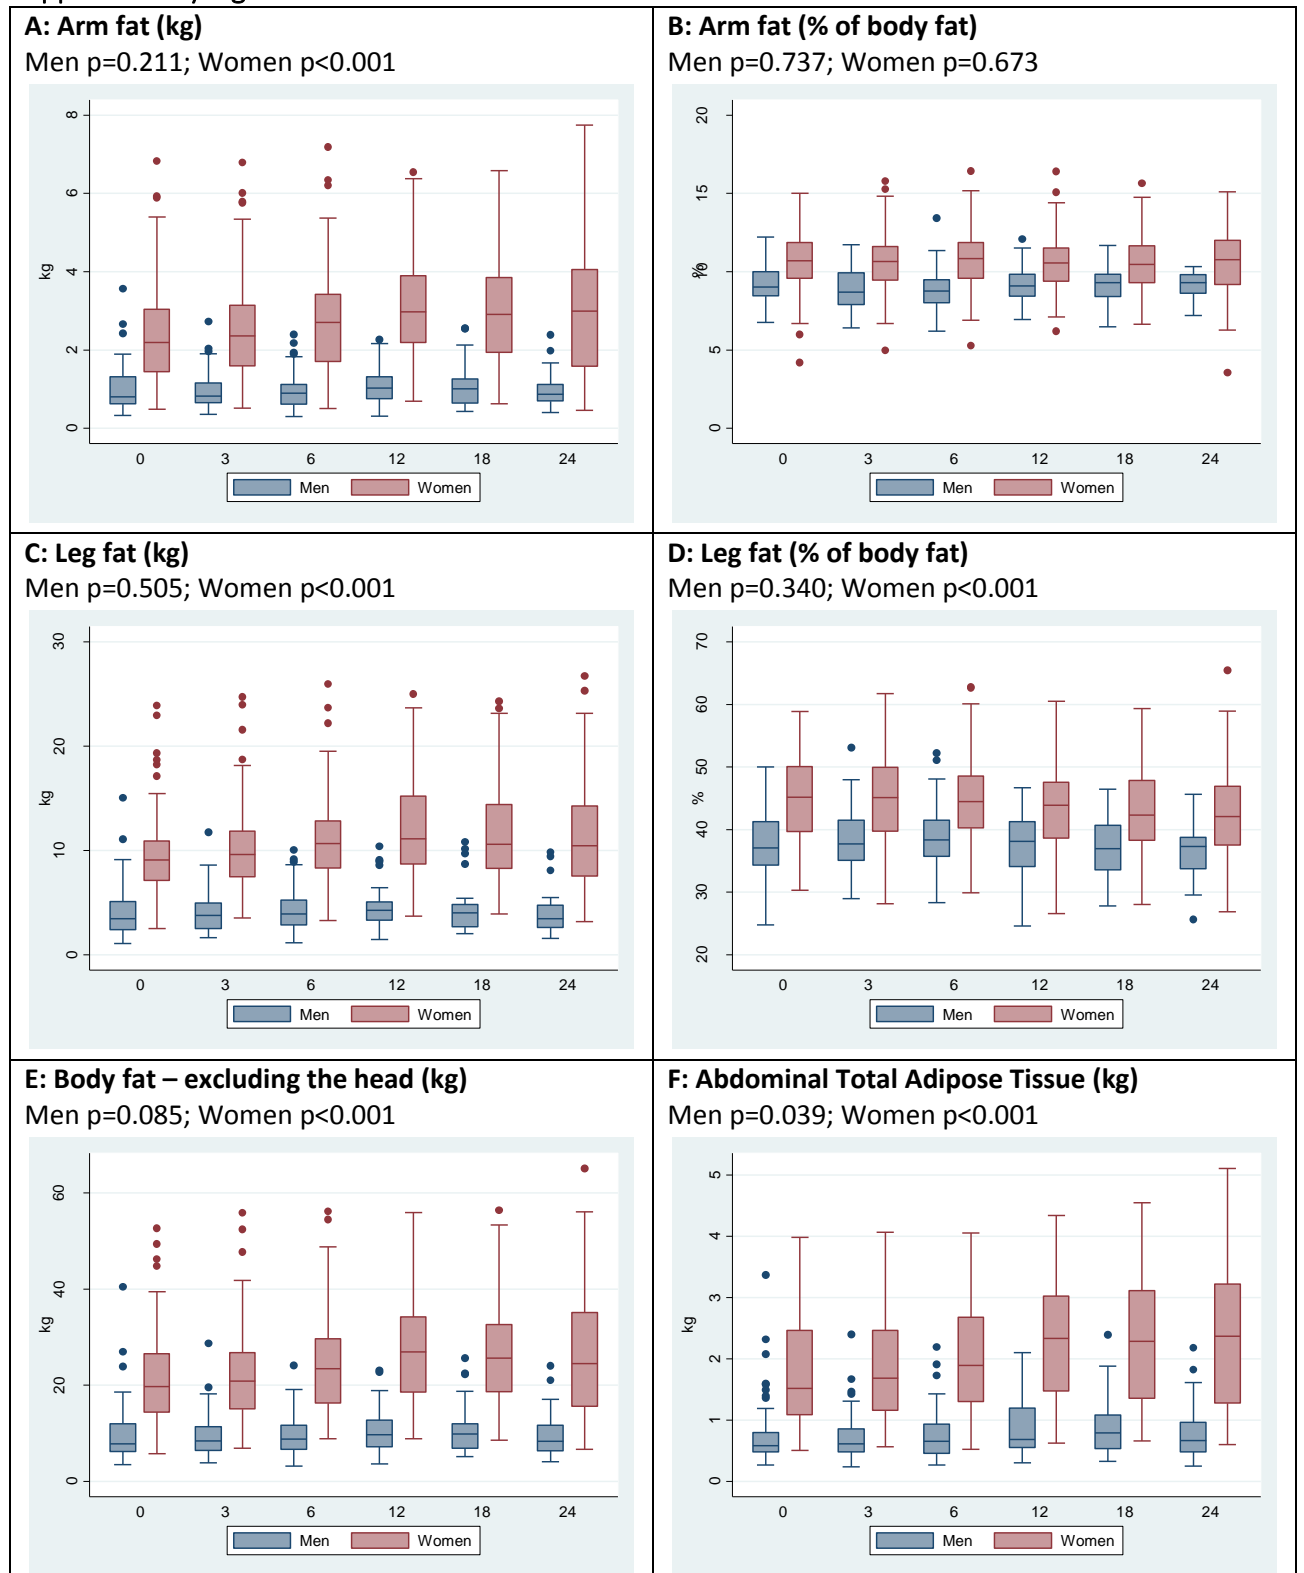 A: Arm fat (kg)
Men p=0.211; Women p<0.001
8
6
4
2
0
kg
0 3 6 12 18 24
Men Women
B: Arm fat (% of body fat)
Men p=0.737; Women p=0.673
20
15
10
5
0
%
0 3 6 12 18 24
Men Women
C: Leg fat (kg)
Men p=0.505; Women p<0.001
30
20
10
0
kg
0 3 6 12 18 24
Men Women
D: Leg fat (% of body fat)
Men p=0.340; Women p<0.001
70
60
50
40
30
20
%
0 3 6 12 18 24
Men Women
E: Body fat – excluding the head (kg)
Men p=0.085; Women p<0.001
60
40
20
0
kg
0 3 6 12 18 24
Men Women
F: Abdominal Total Adipose Tissue (kg)
Men p=0.039; Women p<0.001
5
4
3
2
1
0
kg
0 3 6 12 18 24
Men Women